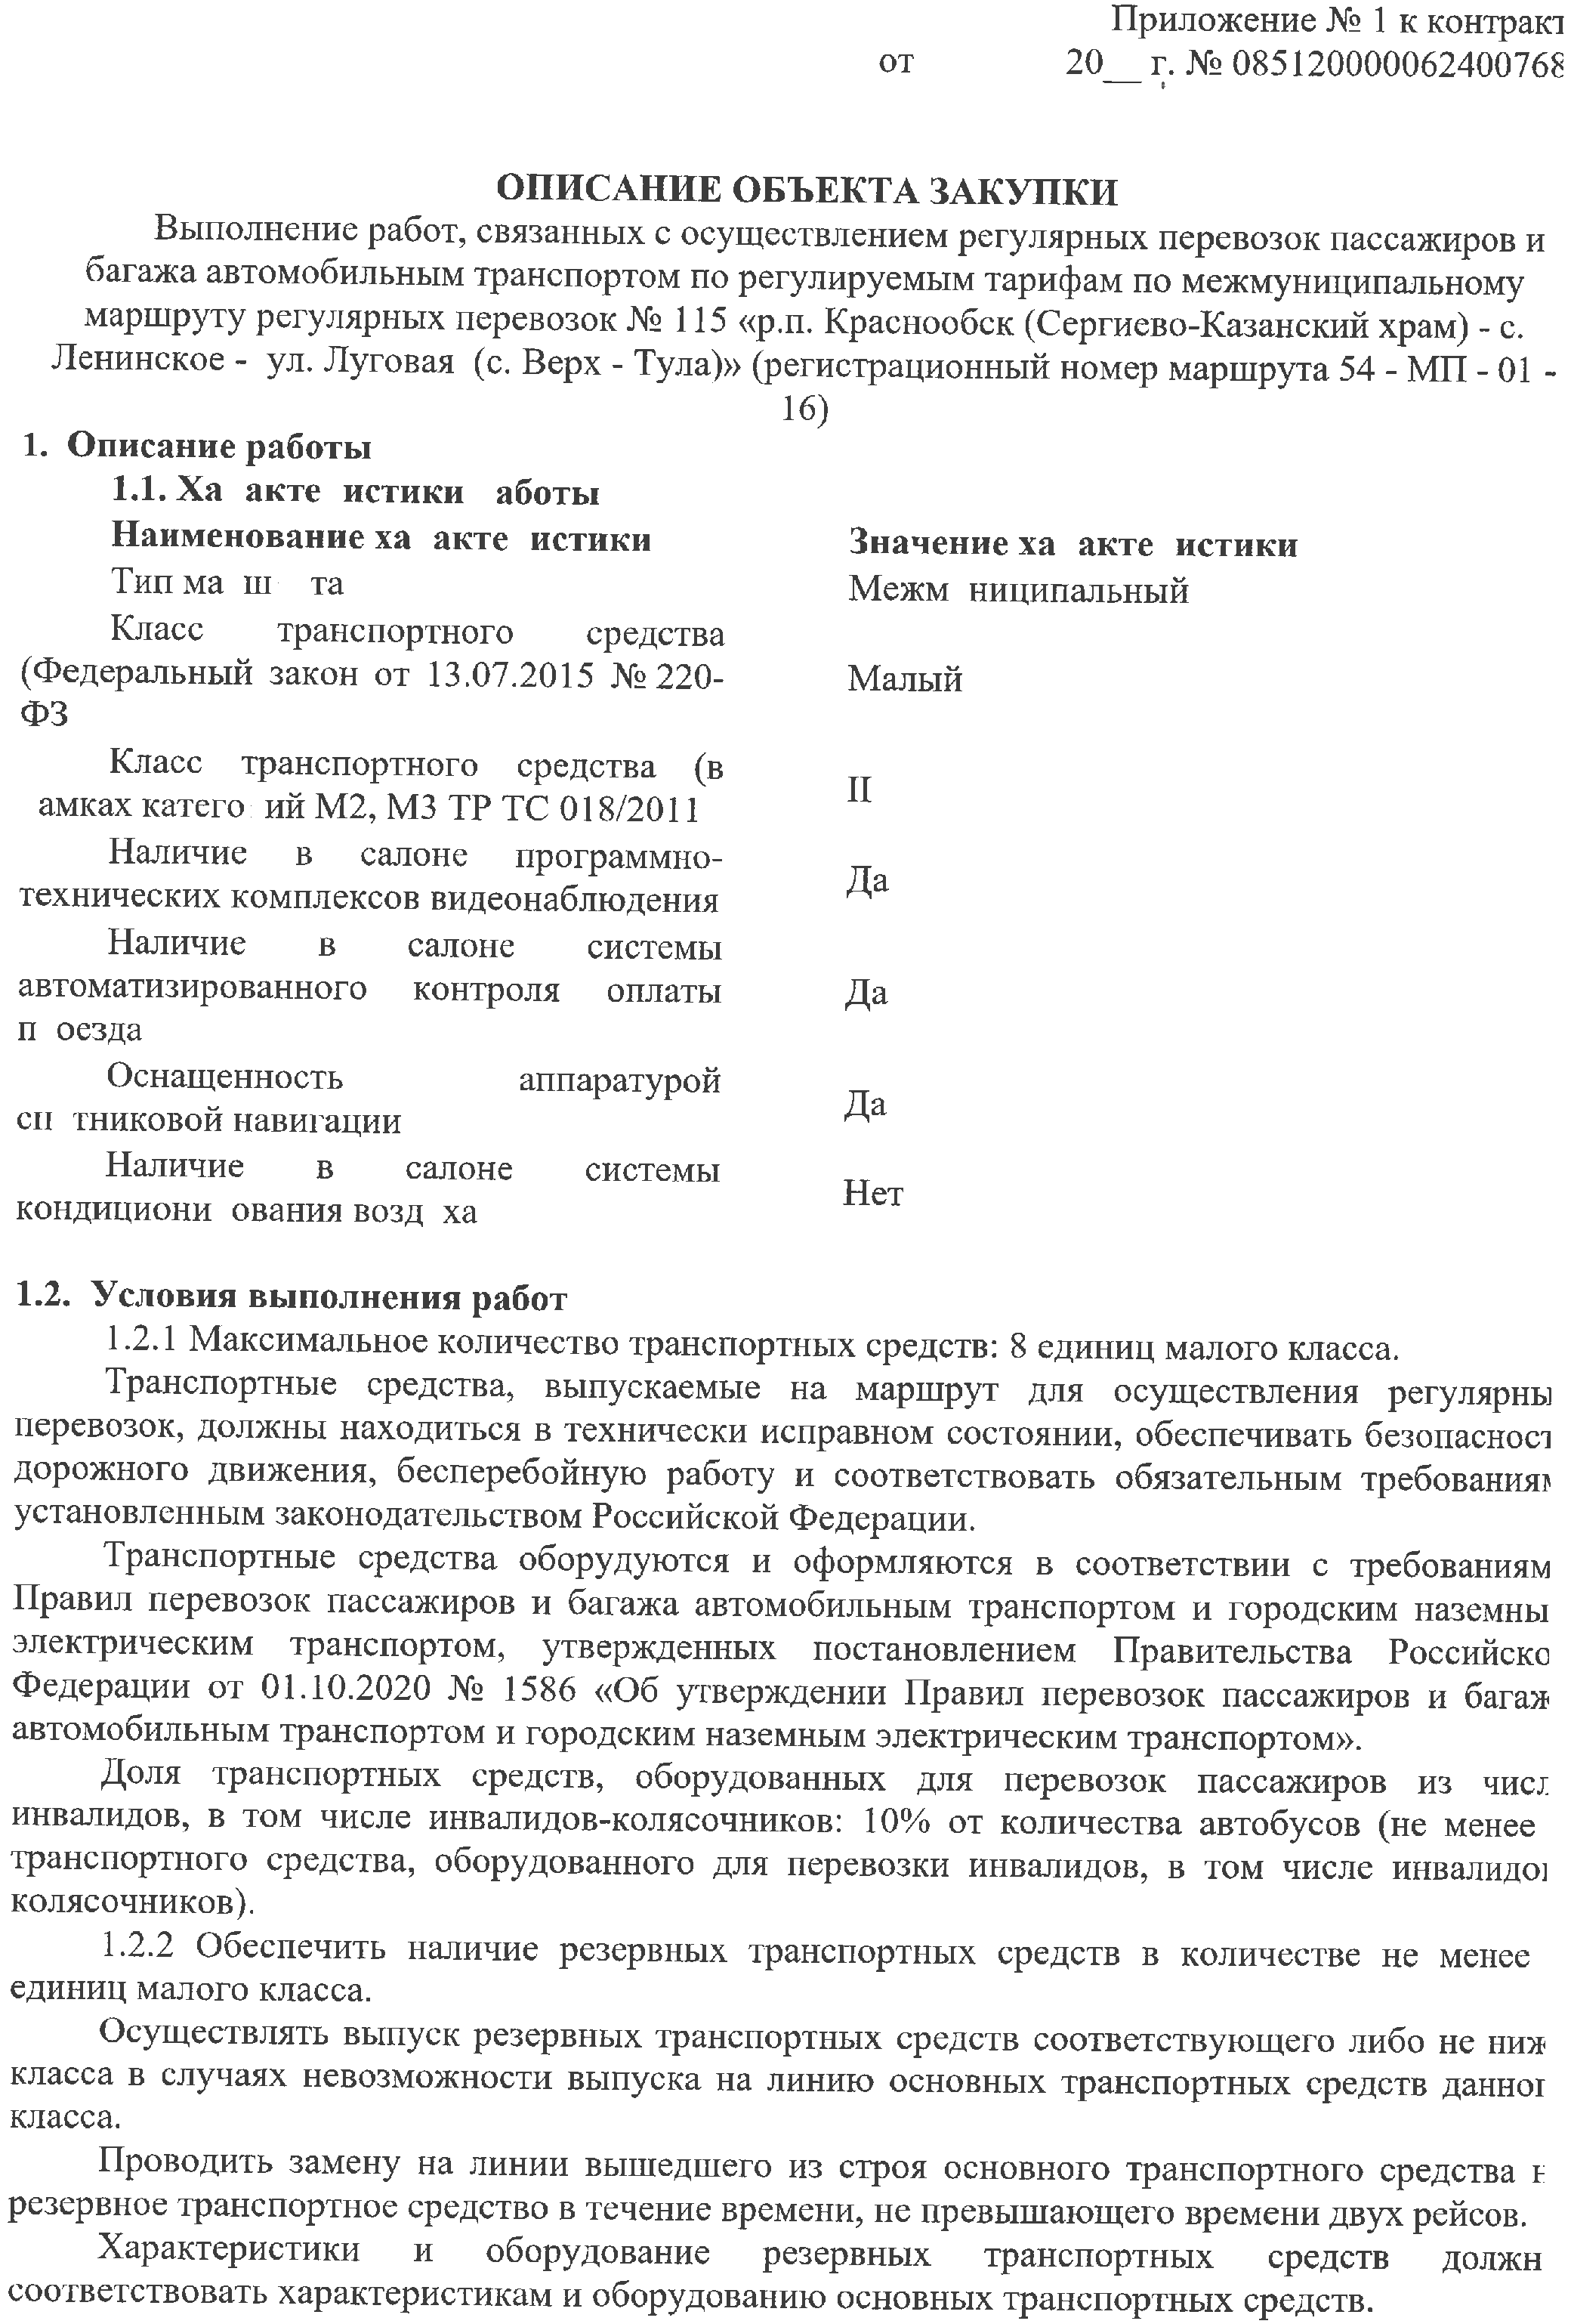 Приложение № 1 к контракт
от 20__ г. № 085120000062400768
ОПИСАНИЕ ОБЪЕКТА ЗАКУПКИ
Выполнение работ, связанных с осуществлением регулярных перевозок пассажиров и
багажа автомобильным транспортом по регулируемым тарифам по межмуниципальному
маршруту регулярных перевозок № 115 «р.п. Краснообск (Сергиево-Казанский храм) - с.
Ленинское - ул. Луговая (с. Верх - Тула)» (регистрационный номер маршрута 54 - МП - 01 -
16)
1. Описание работы
1.1. Ха акте истики аботы
Наименование ха акте истики Значение ха акте истики
Тип ма ш та Межм ниципальный
Класс транспортного средства
(Федеральный закон от 13.07.2015 № 220-
ФЗ
Малый
Класс транспортного средства (в
амках катего ий М2, М3 ТР ТС 018/2011
II
Наличие в салоне программно-
технических комплексов видеонаблюдения
Да
Наличие в салоне системы
автоматизированного контроля оплаты
п оезда
Да
Оснащенность аппаратурой
сп тниковой навигации
Да
Наличие в салоне системы
кондициони ования возд ха
Нет
1.2. Условия выполнения работ
1.2.1 Максимальное количество транспортных средств: 8 единиц малого класса.
Транспортные средства, выпускаемые на маршрут для осуществления регулярны
перевозок, должны находиться в технически исправном состоянии, обеспечивать безопасност
дорожного движения, бесперебойную работу и соответствовать обязательным требованиям
установленным законодательством Российской Федерации.
Транспортные средства оборудуются и оформляются в соответствии с требованиям
Правил перевозок пассажиров и багажа автомобильным транспортом и городским наземны
электрическим транспортом, утвержденных постановлением Правительства Российско
Федерации от 01.10.2020 № 1586 «Об утверждении Правил перевозок пассажиров и багаж
автомобильным транспортом и городским наземным электрическим транспортом».
Доля транспортных средств, оборудованных для перевозок пассажиров из числ
инвалидов, в том числе инвалидов-колясочников: 10% от количества автобусов (не менее
транспортного средства, оборудованного для перевозки инвалидов, в том числе инвалидо
колясочников).
1.2.2 Обеспечить наличие резервных транспортных средств в количестве не менее
единиц малого класса.
Осуществлять выпуск резервных транспортных средств соответствующего либо не ниж
класса в случаях невозможности выпуска на линию основных транспортных средств данног
класса.
Проводить замену на линии вышедшего из строя основного транспортного средства н
резервное транспортное средство в течение времени, не превышающего времени двух рейсов.
Характеристики и оборудование резервных транспортных средств должн
соответствовать характеристикам и оборудованию основных транспортных средств.